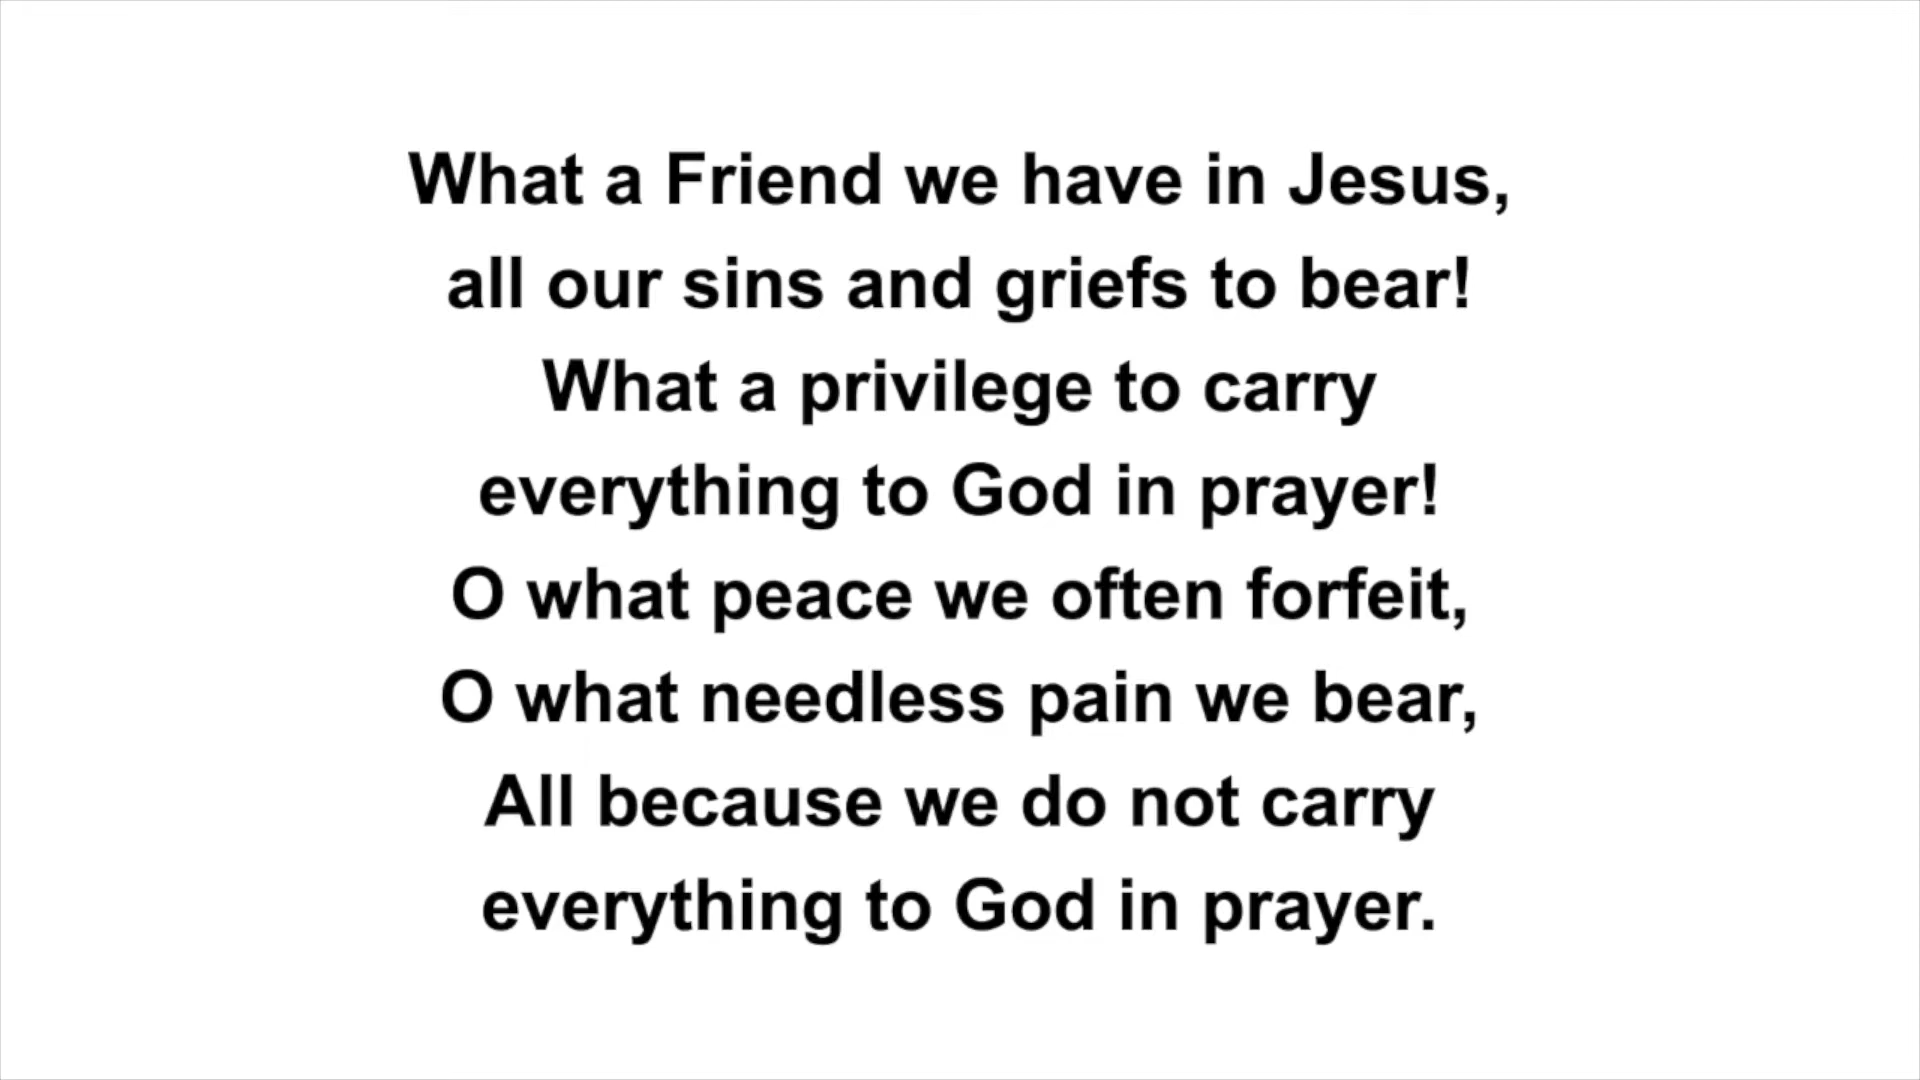 What a Friend we have in Jesus,
all our sins and griefs to bear!
What a privilege to carry
everything to God in prayer!
O what peace we often forfeit,
O what needless pain we bear,
All because we do not carry
everything to God in prayer.